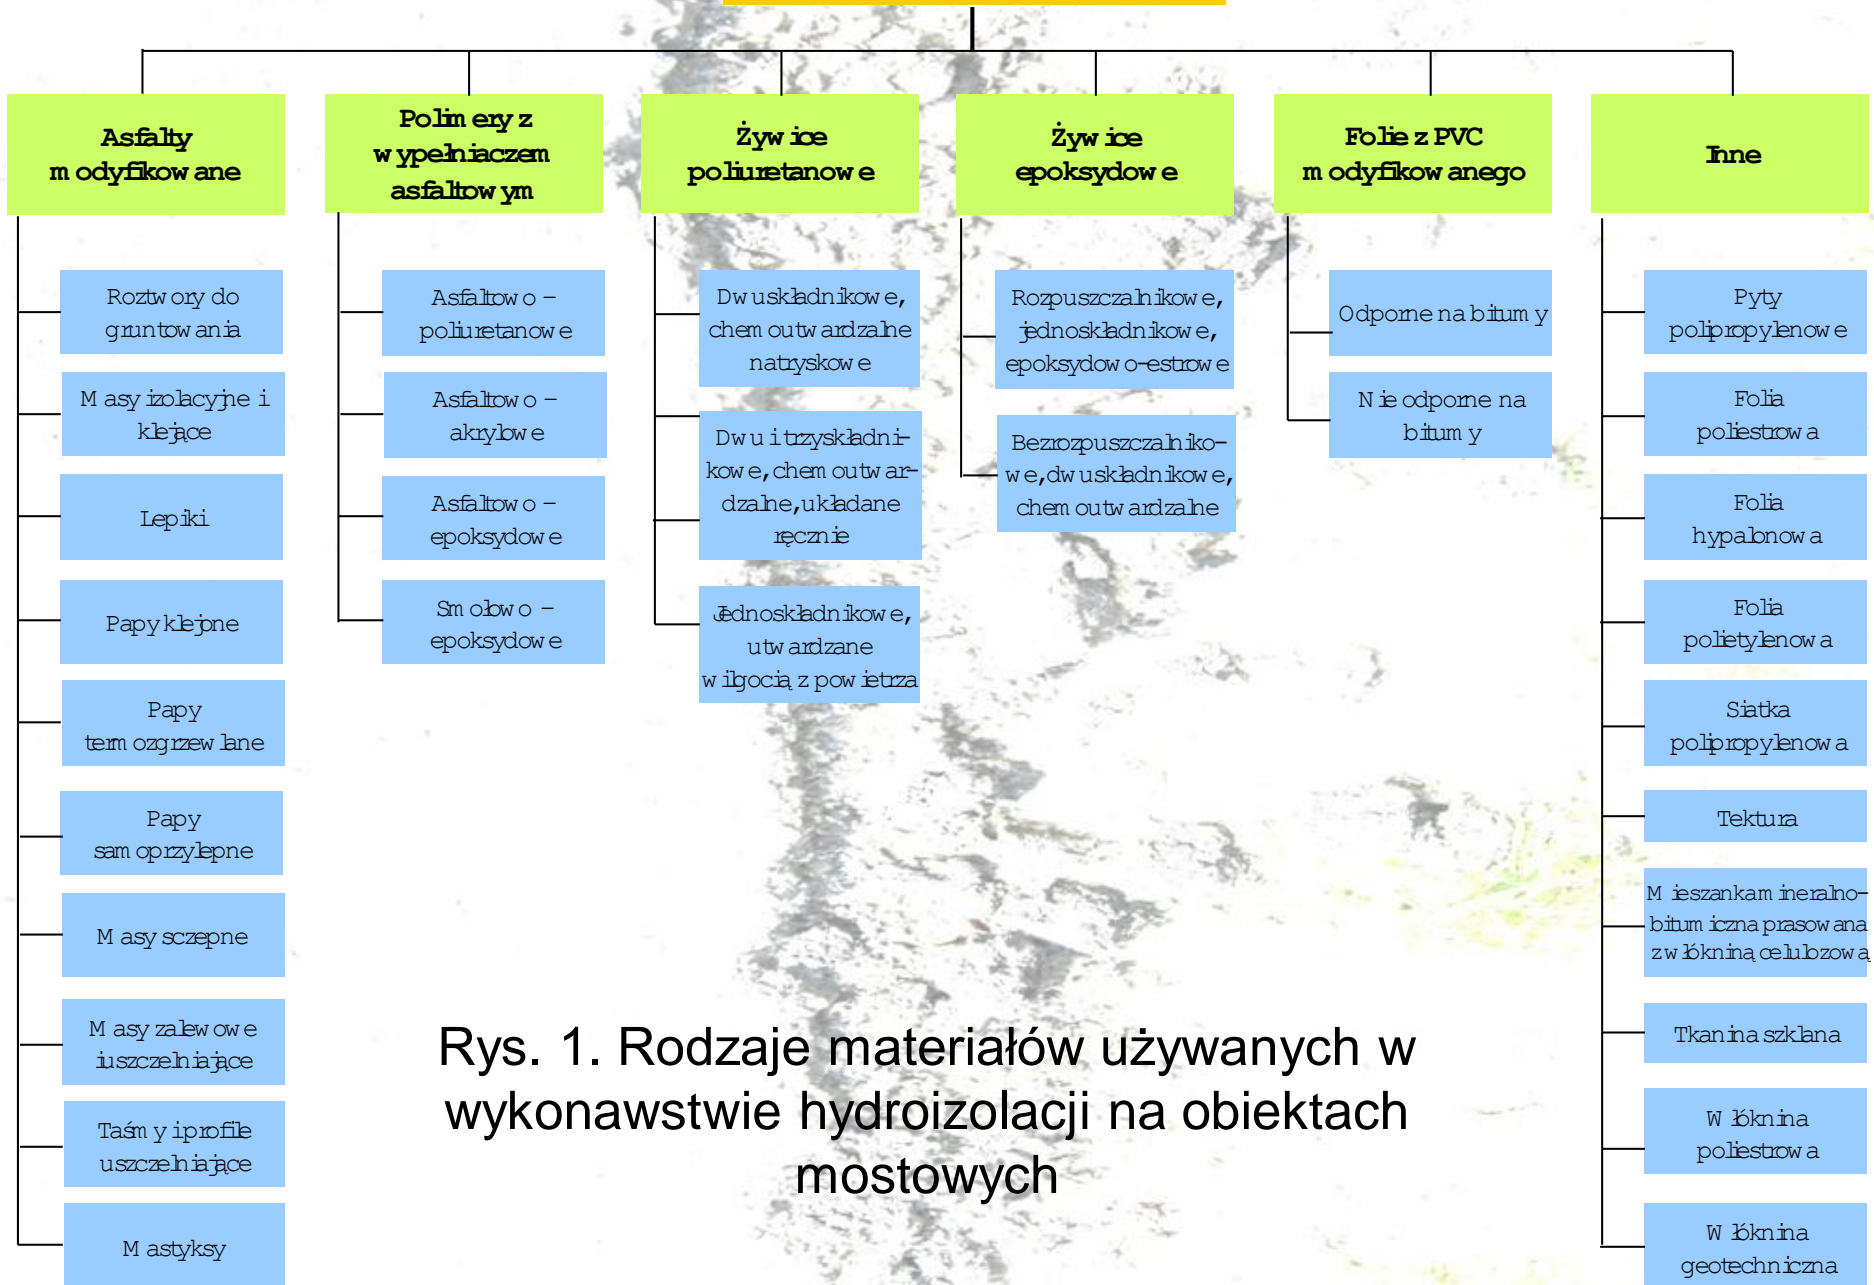 Asfalty
modyfikowane
Polimery z
wypełniaczem
asfaltowym
Żywice
poliuretanowe
Żywice
epoksydowe
Folie z PVC
modyfikowanego
Inne
Roztwory do
gruntowania
Masy izolacyjne i
klejące
Lepiki
Papy klejone
Papy
termozgrzewlane
Papy
samoprzylepne
Masy sczepne
Masy zalewowe
i uszczelniające
Taśmy i profile
uszczelniające
Mastyksy
Asfaltowo –
poliuretanowe
Asfaltowo –
akrylowe
Asfaltowo –
epoksydowe
Smołowo –
epoksydowe
Dwuskładnikowe,
chemoutwardzalne
natryskowe
Dwu i trzyskładni-
kowe, chemoutwar-
dzalne, układane
ręcznie
Jednoskładnikowe,
utwardzane
wilgocią z powietrza
Rozpuszczalnikowe,
jednoskładnikowe,
epoksydowo-estrowe
Bezrozpuszczalniko-
we, dwuskładnikowe,
chemoutwardzalne
Odporne na bitumy
Nie odporne na
bitumy
Pyty
polipropylenowe
Folia
poliestrowa
Folia
hypalonowa
Folia
polietylenowa
Siatka
polipropylenowa
Tektura
Mieszanka mineralno-
bitumiczna prasowana
z włókniną celulozową
Tkanina szklana
Włóknina
poliestrowa
Włóknina
geotechniczna
Rys. 1. Rodzaje materiałów używanych w
wykonawstwie hydroizolacji na obiektach
mostowych